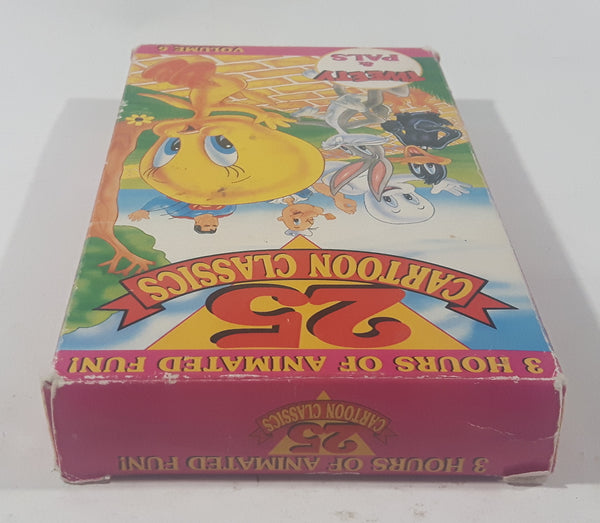 3 HOURS OF ANIMATED FUN!
25
CARTOON CLASSICS
3 HOURS OF ANIMATED FUN!
25
CARTOON CLASSICS
TWEETY
&
PALS
VOLUME 6